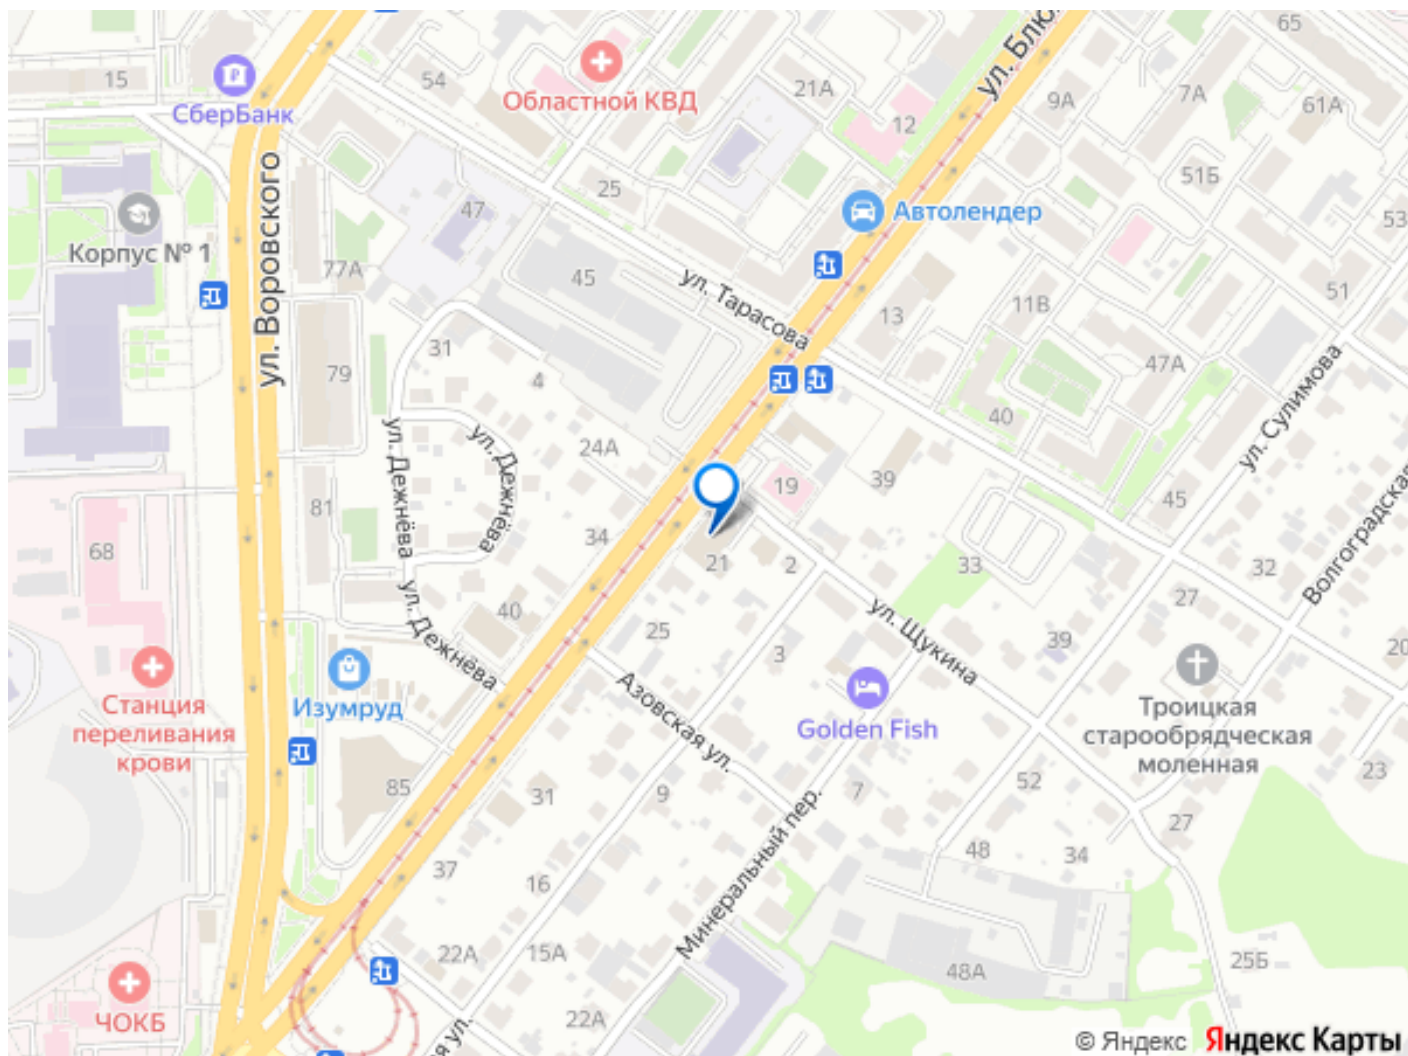 65
ул. Блю
15
54
21А
9А
7А
61А
СберБанк
Областной КВД
12
51Б
25
47
Автолендер
53
Корпус № 1
ул. Воровского
77А
45
ул. Тарасова
13
11В
51
31
4
79
47А
40
ул. Сулимова
ул. Дежнёва
ул. Дежнёва
24А
19
39
45
Волгоградская
81
68
34
21
2
33
32
27
ул. Дежнёва
40
25
3
ул. Щукина
39
20
Станция
переливания
крови
Изумруд
Азовская ул.
Golden Fish
Троицкая
старообрядческая
моленная
85
31
9
7
52
23
27
37
16
Минеральный пер.
48
34
22А
15А
48А
25Б
ЧОКБ
22А
ая ул.
© Яндекс Яндекс Карты